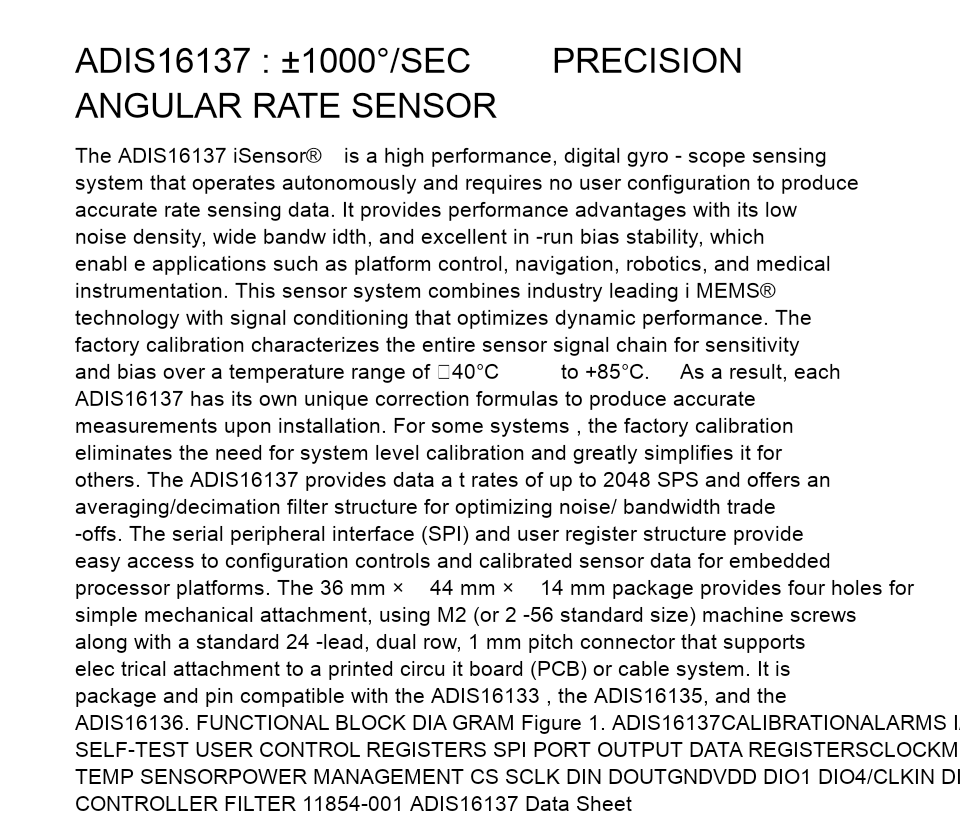 ADIS16137 : ±1000°/SEC PRECISION
ANGULAR RATE SENSOR
The ADIS16137 iSensor® is a high performance, digital gyro - scope sensing
system that operates autonomously and requires no user configuration to produce
accurate rate sensing data. It provides performance advantages with its low
noise density, wide bandw idth, and excellent in -run bias stability, which
enabl e applications such as platform control, navigation, robotics, and medical
instrumentation. This sensor system combines industry leading i MEMS®
technology with signal conditioning that optimizes dynamic performance. The
factory calibration characterizes the entire sensor signal chain for sensitivity
and bias over a temperature range of □40°C to +85°C. As a result, each
ADIS16137 has its own unique correction formulas to produce accurate
measurements upon installation. For some systems , the factory calibration
eliminates the need for system level calibration and greatly simplifies it for
others. The ADIS16137 provides data a t rates of up to 2048 SPS and offers an
averaging/decimation filter structure for optimizing noise/ bandwidth trade
-offs. The serial peripheral interface (SPI) and user register structure provide
easy access to configuration controls and calibrated sensor data for embedded
processor platforms. The 36 mm × 44 mm × 14 mm package provides four holes for
simple mechanical attachment, using M2 (or 2 -56 standard size) machine screws
along with a standard 24 -lead, dual row, 1 mm pitch connector that supports
elec trical attachment to a printed circu it board (PCB) or cable system. It is
package and pin compatible with the ADIS16133 , the ADIS16135, and the
ADIS16136. FUNCTIONAL BLOCK DIA GRAM Figure 1. ADIS16137CALIBRATIONALARMS
SELF-TEST USER CONTROL REGISTERS SPI PORT OUTPUT DATA REGISTERSCLOCKM
TEMP SENSORPOWER MANAGEMENT CS SCLK DIN DOUTGNDVDD DIO1 DIO4/CLKIN
CONTROLLER FILTER 11854-001 ADIS16137 Data Sheet